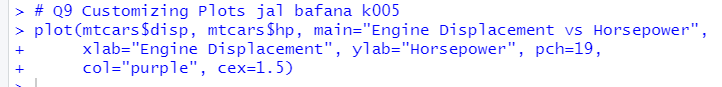 > # Q9 Customizing Plots jal bafana k005
> plot(mtcars$disp, mtcars$hp, main="Engine Displacement vs Horsepower",
+      xlab="Engine Displacement", ylab="Horsepower", pch=19,
+      col="purple", cex=1.5)
>